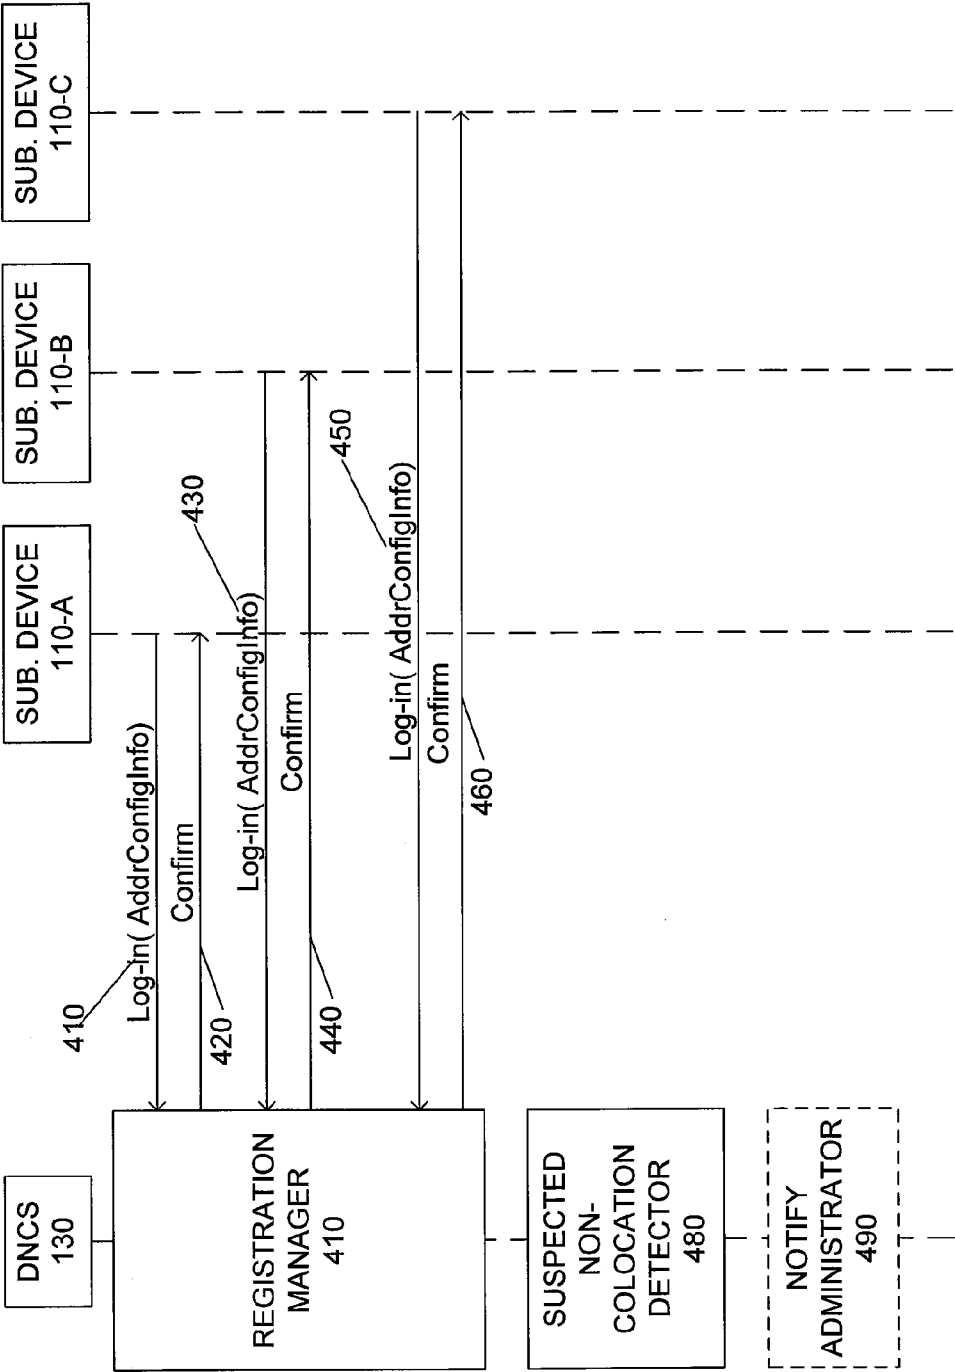 DNCS
130
SUB. DEVICE
110-A
SUB. DEVICE
110-B
SUB. DEVICE
110-C
410
Log-in( AddrConfigInfo)
Confirm
420
430
Log-in( AddrConfigInfo)
Confirm
440
450
Log-in( AddrConfigInfo)
Confirm
460
REGISTRATION
MANAGER
410
SUSPECTED
NON-
COLOCATION
DETECTOR
480
NOTIFY
ADMINISTRATOR
490